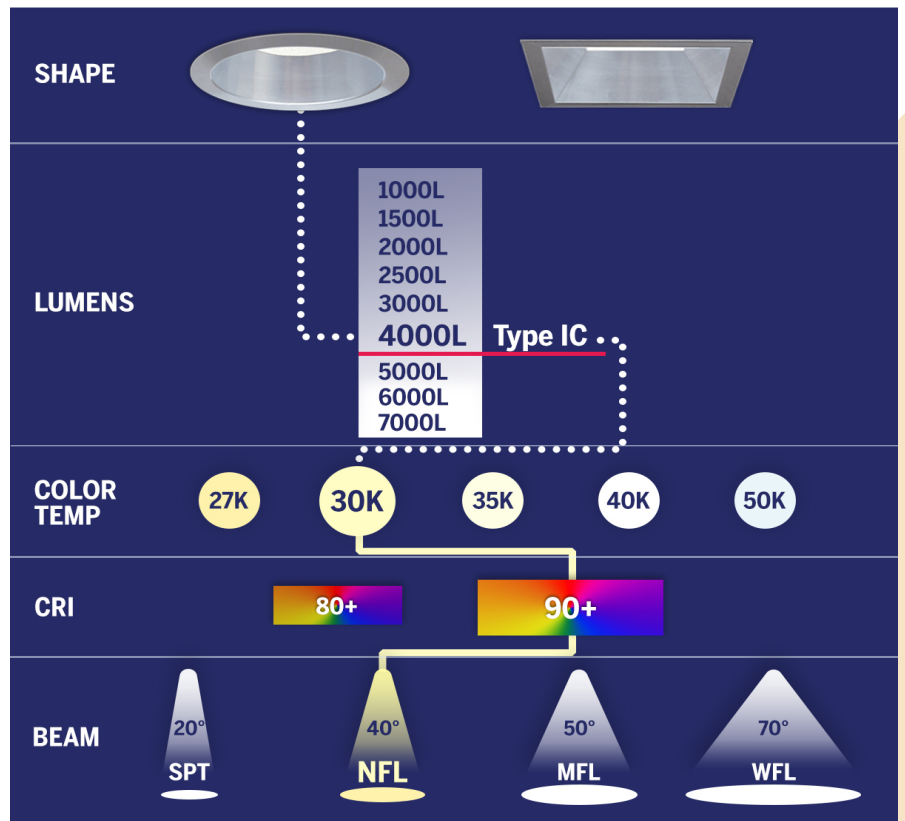 SHAPE
LUMENS
1000L
1500L
2000L
2500L
3000L
4000L Type IC
5000L
6000L
7000L
COLOR
TEMP
27K 30K 35K 40K 50K
CRI
80+ 90+
BEAM
20° 40° 50° 70°
SPT NFL MFL WFL